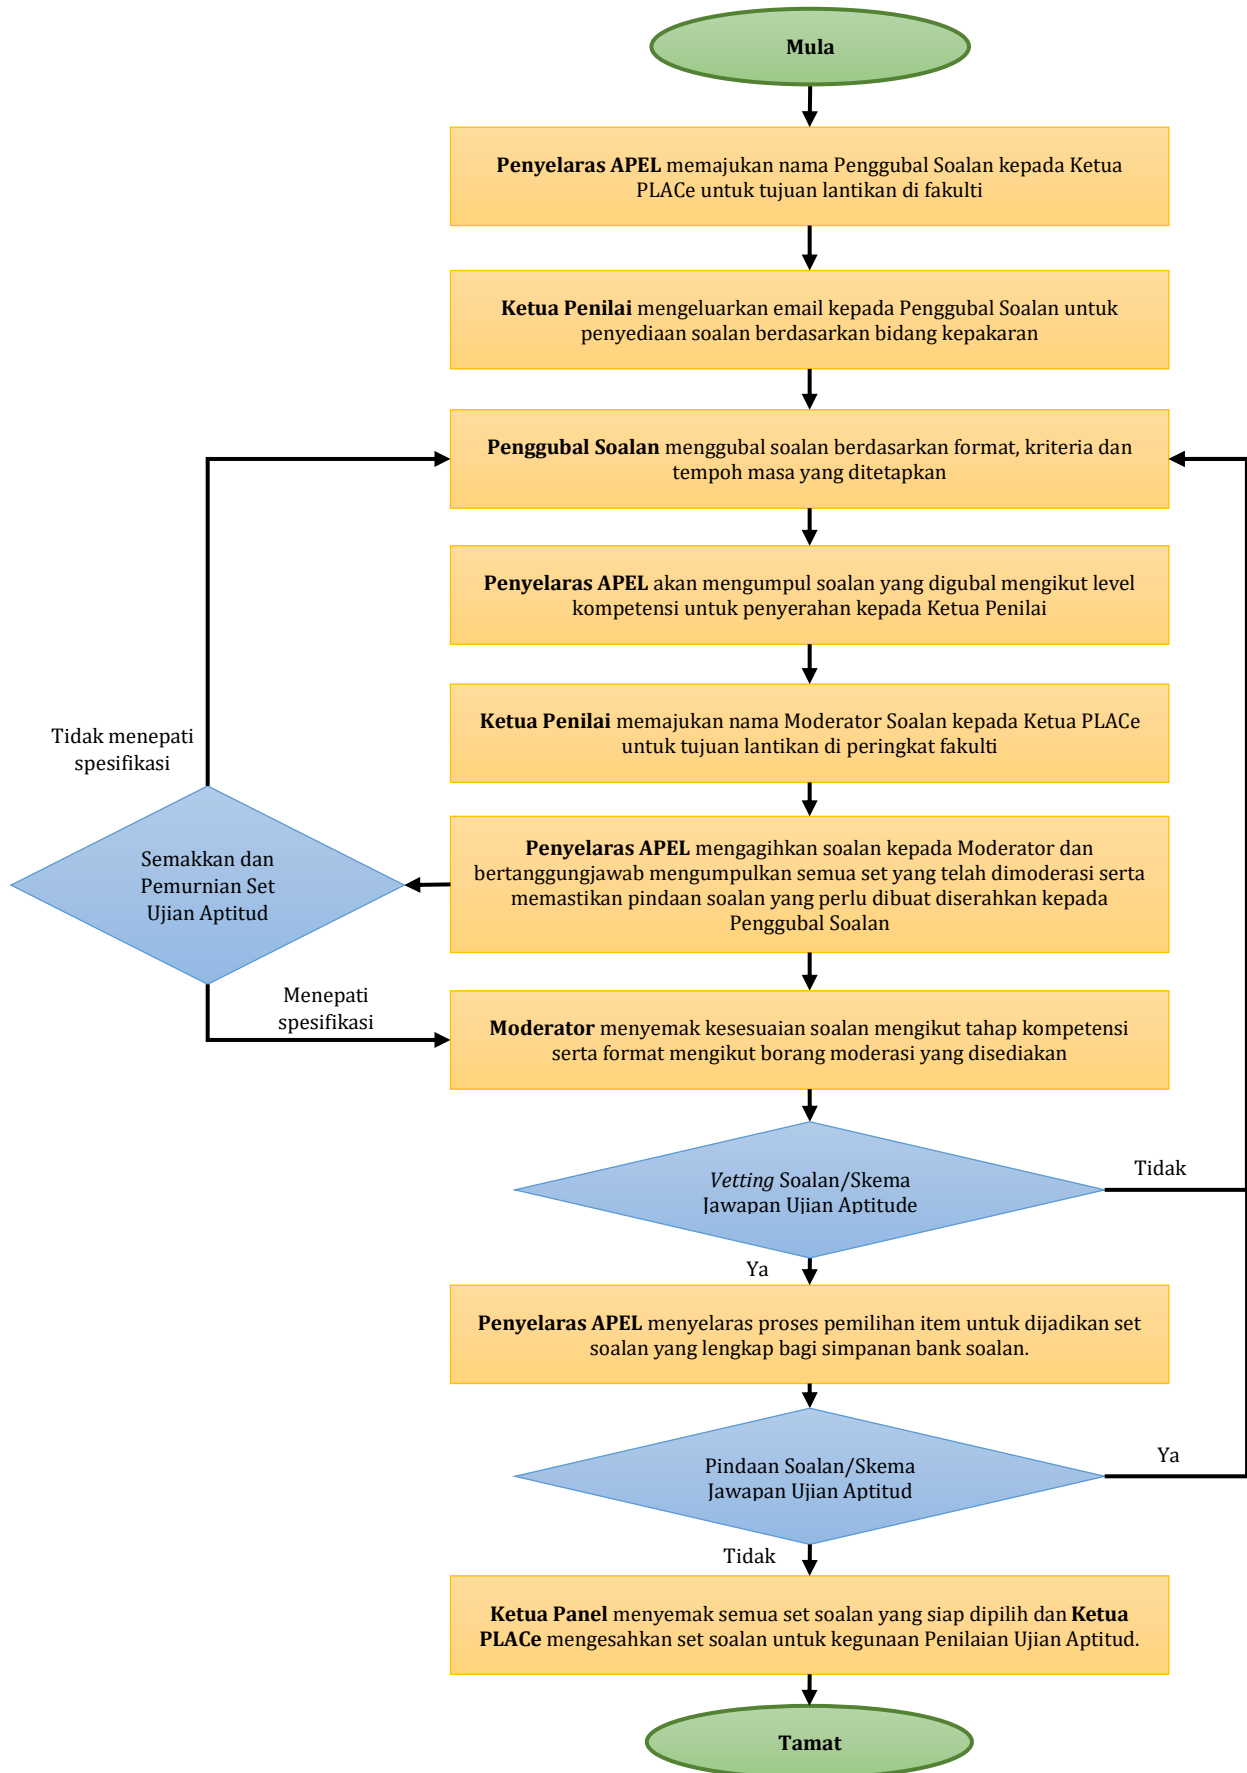 Mula
Penyelaras APEL memajukan nama Penggubal Soalan kepada Ketua
PLACe untuk tujuan lantikan di fakulti
Ketua Penilai mengeluarkan email kepada Penggubal Soalan untuk
penyediaan soalan berdasarkan bidang kepakaran
Penggubal Soalan menggubal soalan berdasarkan format, kriteria dan
tempoh masa yang ditetapkan
Penyelaras APEL akan mengumpul soalan yang digubal mengikut level
kompetensi untuk penyerahan kepada Ketua Penilai
Ketua Penilai memajukan nama Moderator Soalan kepada Ketua PLACe
untuk tujuan lantikan di peringkat fakulti
Tidak menepati
spesifikasi
Penyelaras APEL mengagihkan soalan kepada Moderator dan
bertanggungjawab mengumpulkan semua set yang telah dimoderasi serta
memastikan pindaan soalan yang perlu dibuat diserahkan kepada
Penggubal Soalan
Semakkan dan
Pemurnian Set
Ujian Aptitud
Menepati
spesifikasi
Moderator menyemak kesesuaian soalan mengikut tahap kompetensi
serta format mengikut borang moderasi yang disediakan
Vetting Soalan/Skema
Jawapan Ujian Aptitude
Tidak
Ya
Penyelaras APEL menyelaras proses pemilihan item untuk dijadikan set
soalan yang lengkap bagi simpanan bank soalan.
Pindaan Soalan/Skema
Jawapan Ujian Aptitud
Ya
Tidak
Ketua Panel menyemak semua set soalan yang siap dipilih dan Ketua
PLACe mengesahkan set soalan untuk kegunaan Penilaian Ujian Aptitud.
Tamat